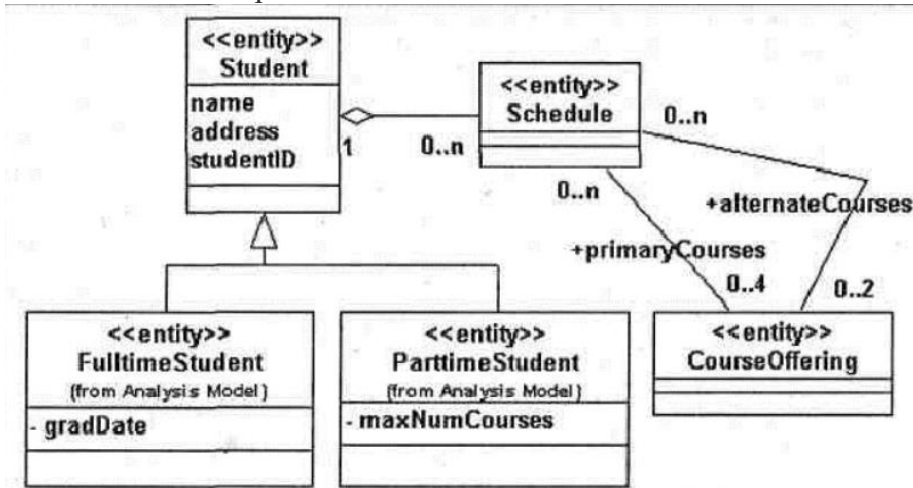 <<entity>>
Student
name
address
studentID
1
0..n
<<entity>>
Schedule
0..n
0..n
+alternateCourses
+primaryCourses
0..4
0..2
<<entity>>
FulltimeStudent
(from Analysis Model)
- gradDate
<<entity>>
ParttimeStudent
(from Analysis Model)
- maxNumCourses
<<entity>>
CourseOffering